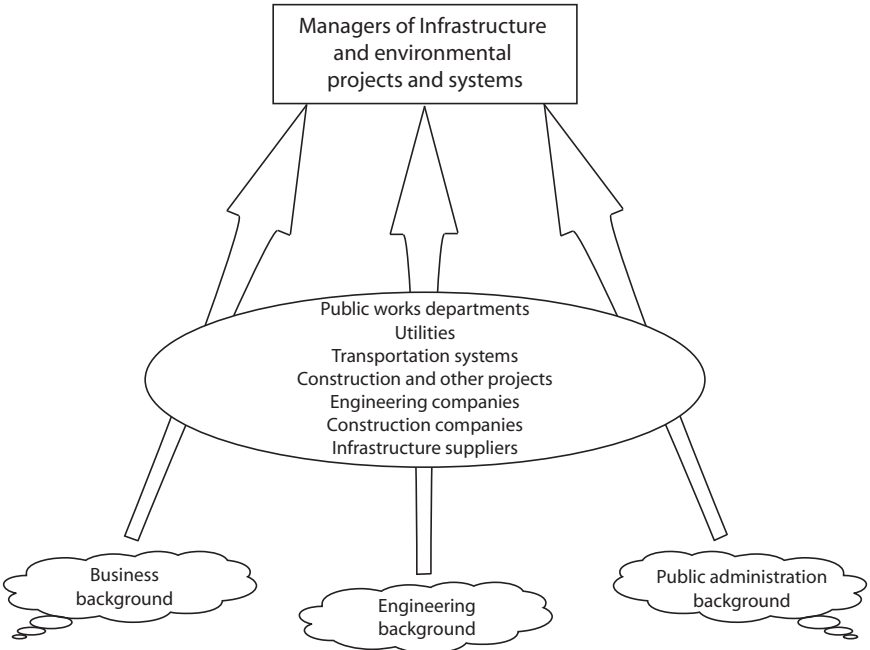 Managers of Infrastructure
and environmental
projects and systems
Public works departments
Utilities
Transportation systems
Construction and other projects
Engineering companies
Construction companies
Infrastructure suppliers
Business
background
Engineering
background
Public administration
background